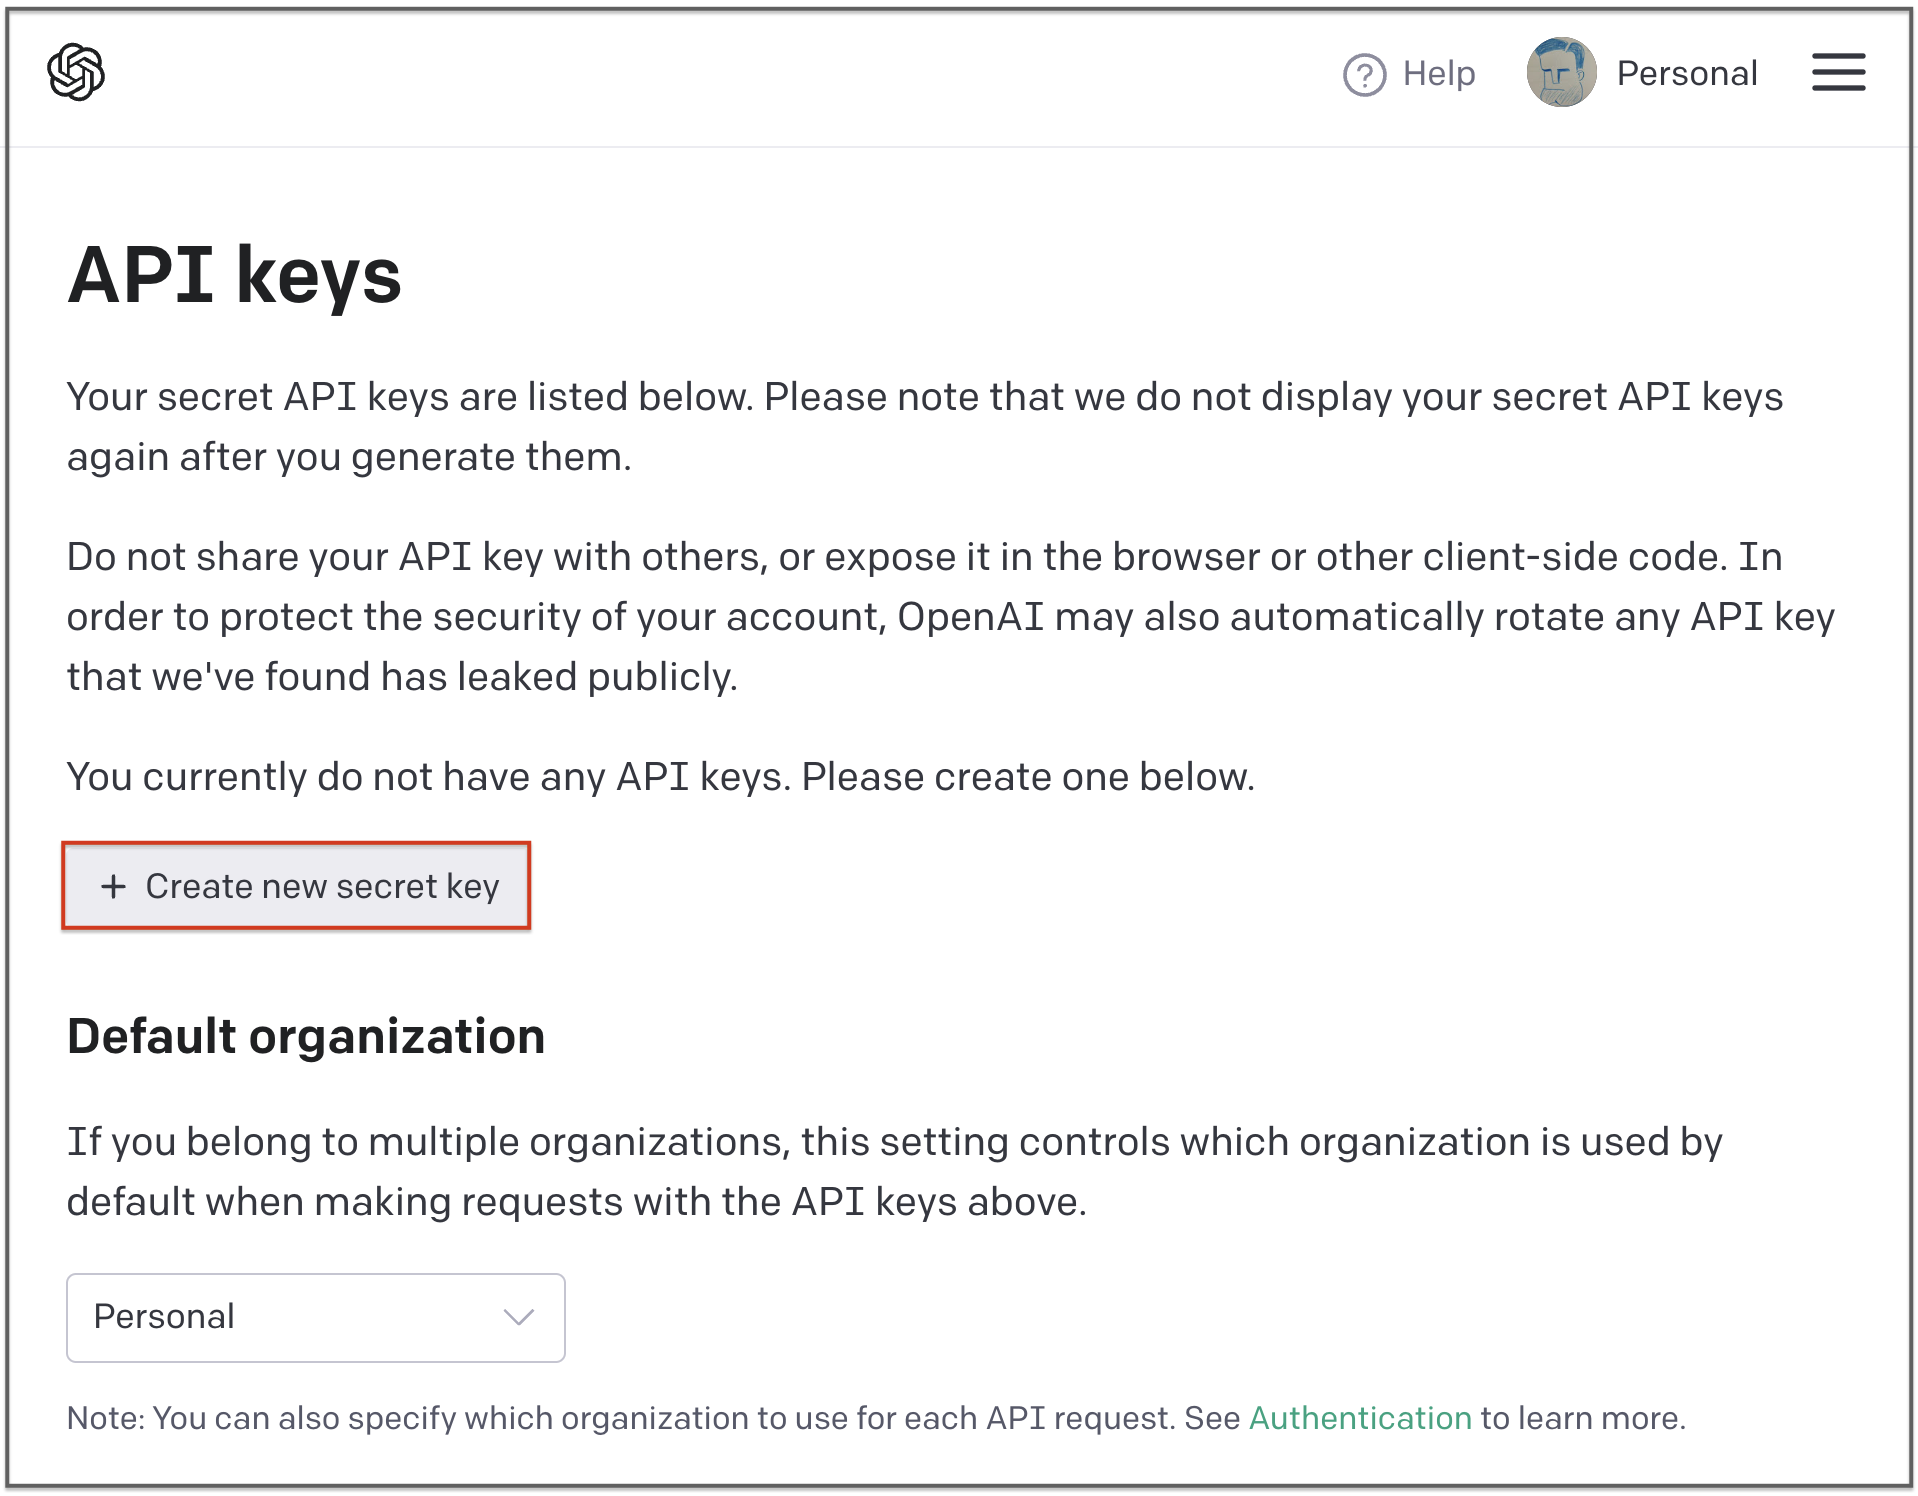 Help
Personal
API keys
Your secret API keys are listed below. Please note that we do not display your secret API keys
again after you generate them.
Do not share your API key with others, or expose it in the browser or other client-side code. In
order to protect the security of your account, OpenAI may also automatically rotate any API key
that we've found has leaked publicly.
You currently do not have any API keys. Please create one below.
+ Create new secret key
Default organization
If you belong to multiple organizations, this setting controls which organization is used by
default when making requests with the API keys above.
Personal
Note: You can also specify which organization to use for each API request. See Authentication to learn more.